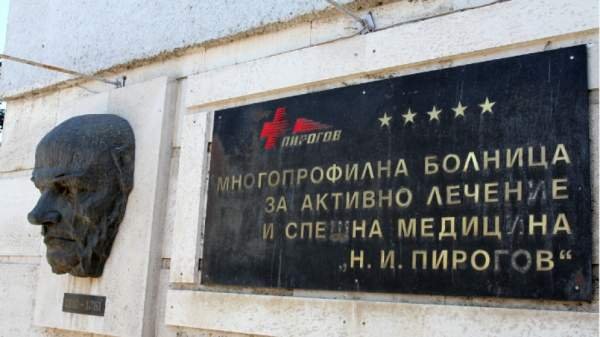 ПИРОГОВ
МНОГОПРОФИЛНА БОЛНИЦА
ЗА АКТИВНО ЛЕЧЕНИЕ
И СПЕШНА МЕДИЦИНА
„Н. И. ПИРОГОВ“